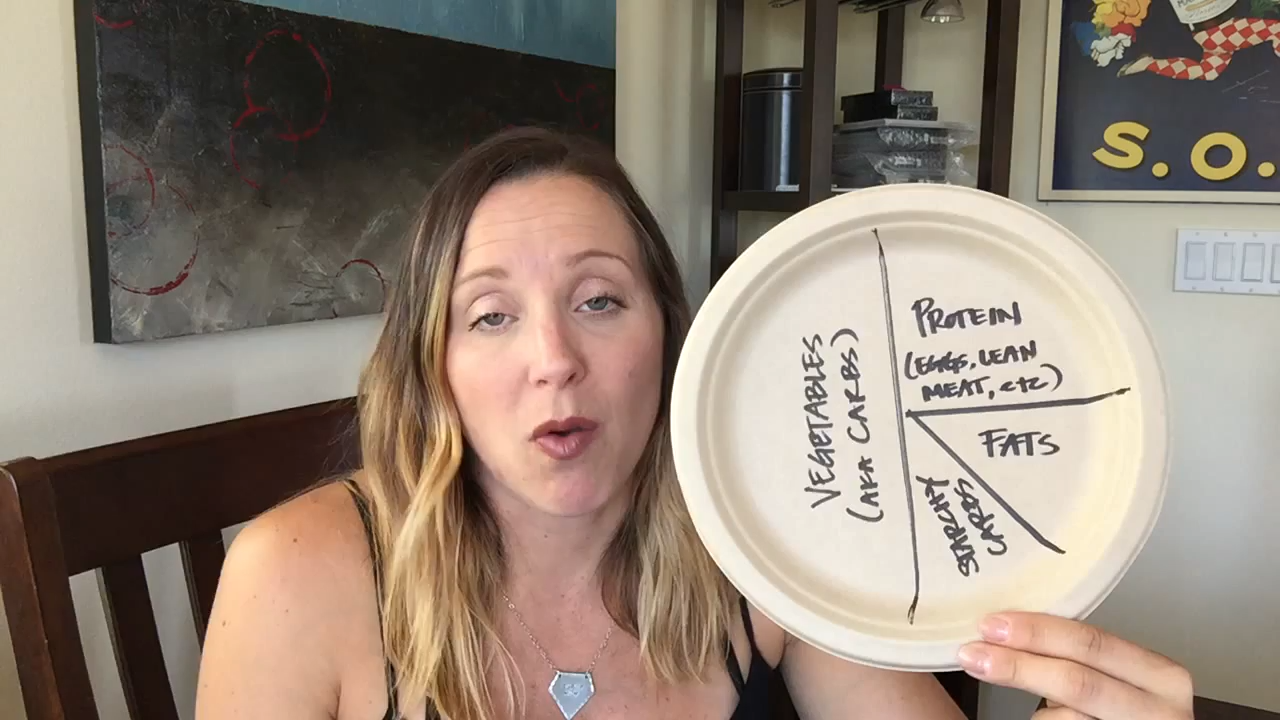 VEGETABLES
(AKA CARBS)
PROTEIN
(EGGS, LEAN
MEAT, etc)
FATS
STARCHY
CARBS
S.O.